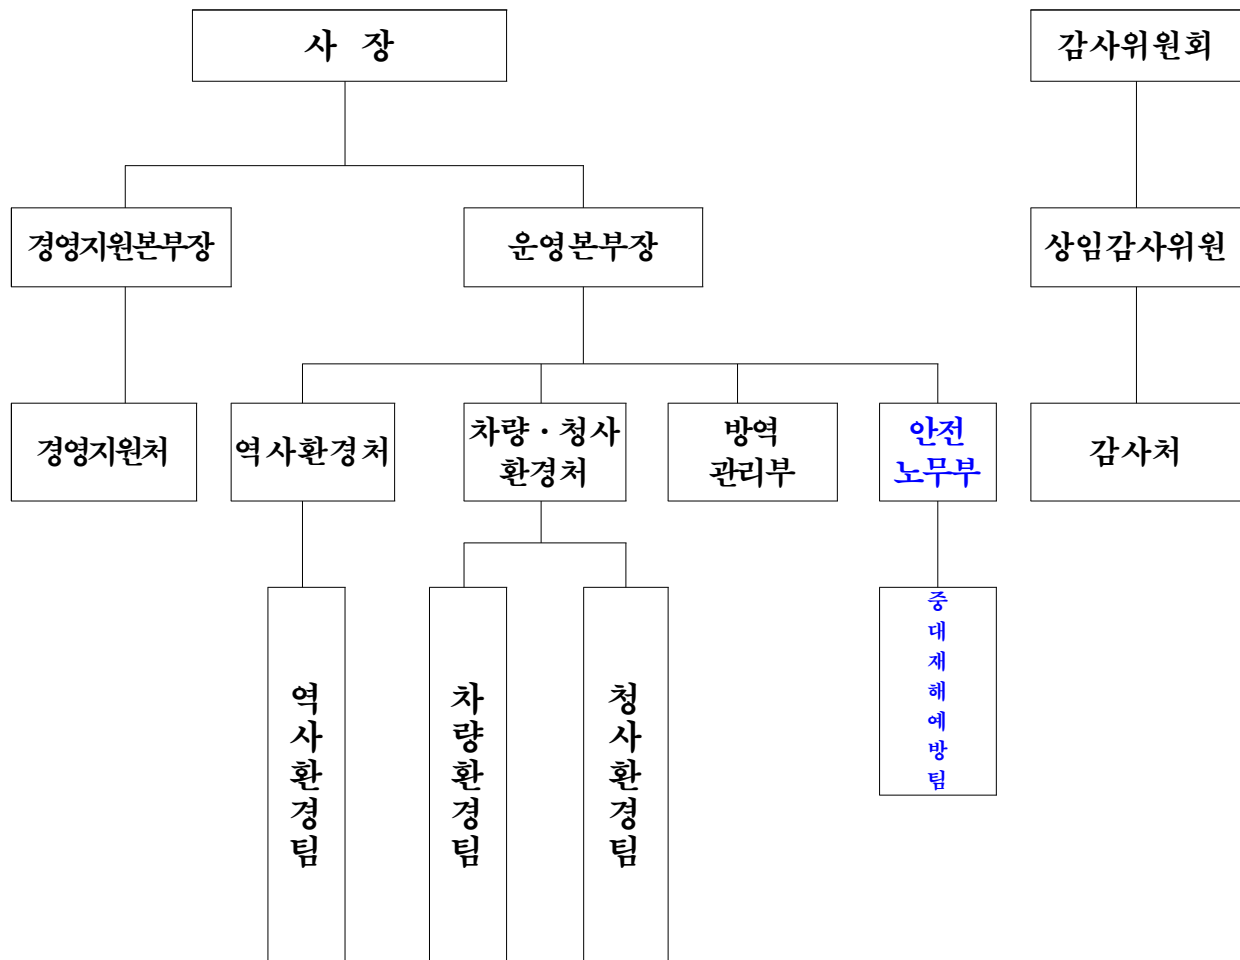 사 장
감사위원회
경영지원본부장
운영본부장
상임감사위원
경영지원처
역사환경처
차량·청사
환경처
방역
관리부
안전
노무부
감사처
역사환경팀
차량환경팀
청사환경팀
중대재해예방팀